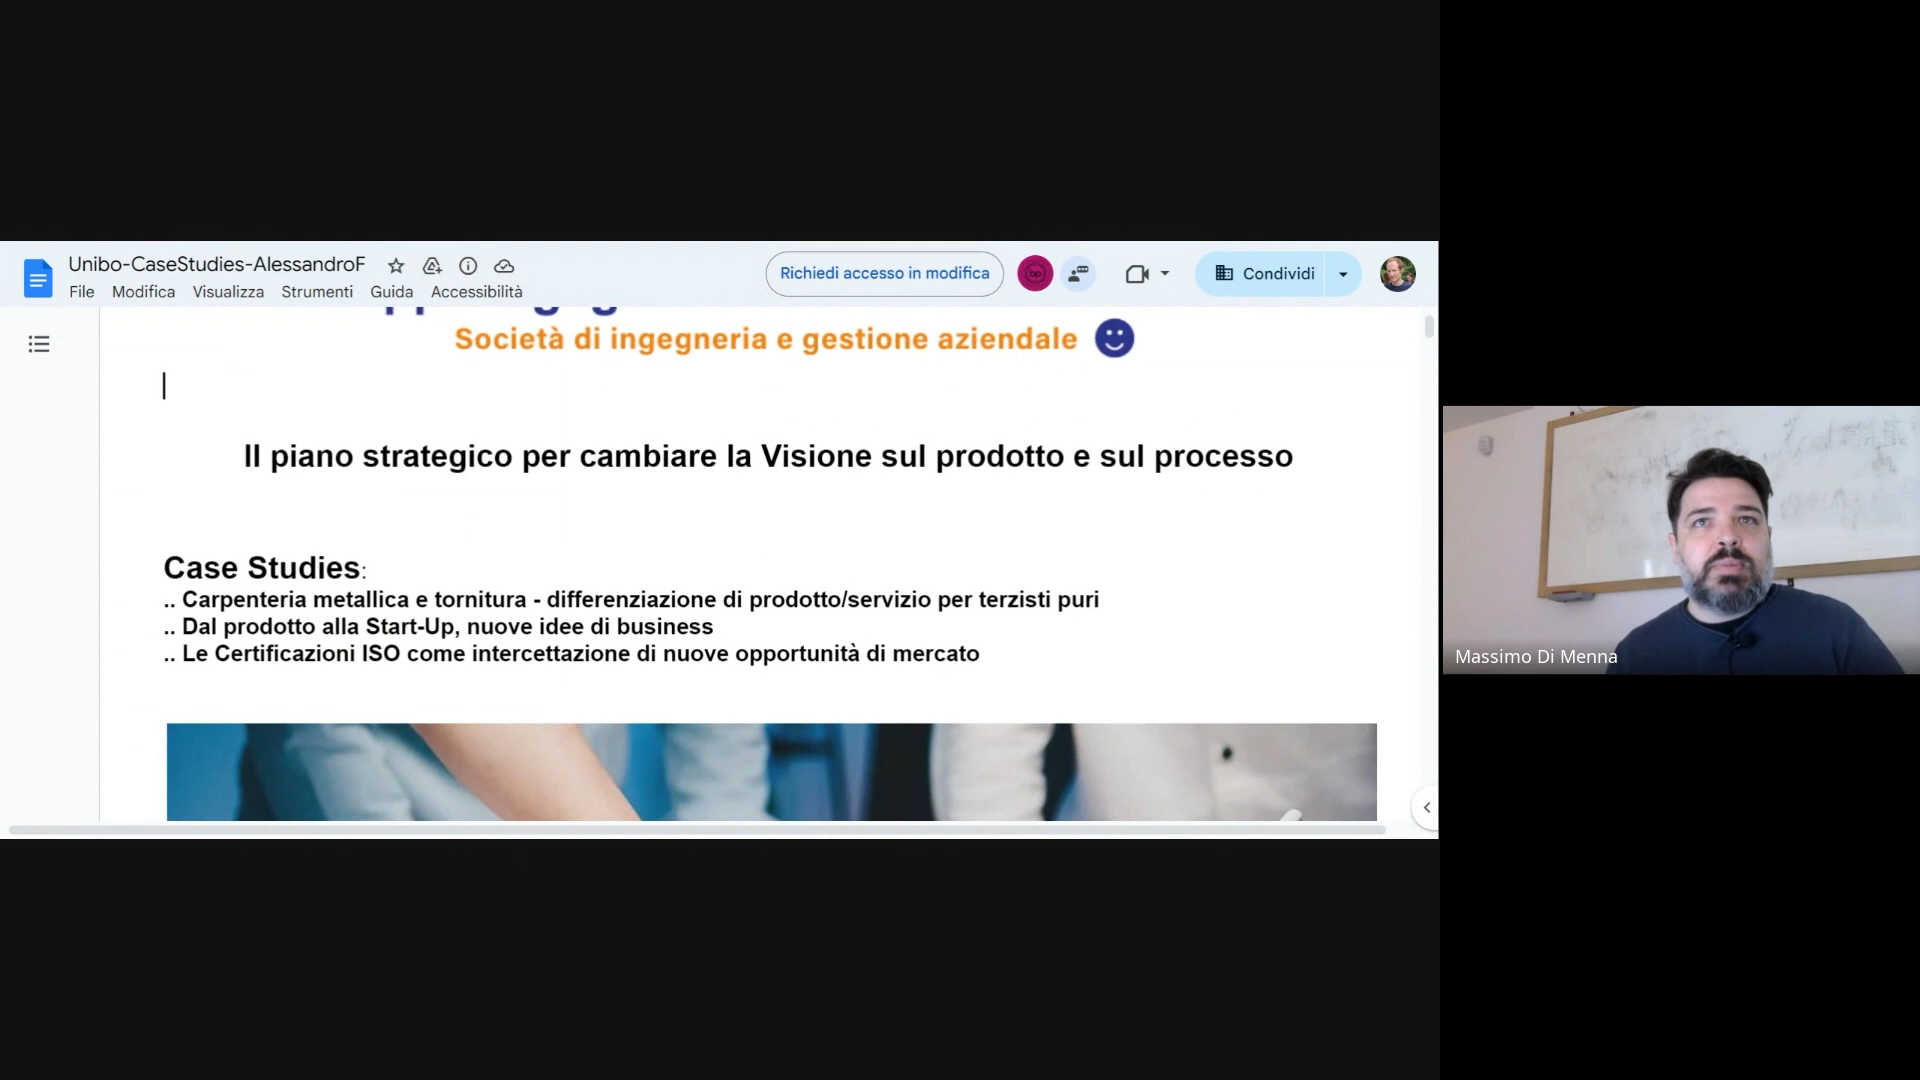 Unibo-CaseStudies-AlessandroF
File Modifica Visualizza Strumenti Guida Accessibilità
Richiedi accesso in modifica
Condividi
Società di ingegneria e gestione aziendale
Il piano strategico per cambiare la Visione sul prodotto e sul processo
Case Studies:
.. Carpenteria metallica e tornitura - differenziazione di prodotto/servizio per terzisti puri
.. Dal prodotto alla Start-Up, nuove idee di business
.. Le Certificazioni ISO come intercettazione di nuove opportunità di mercato
Massimo Di Menna